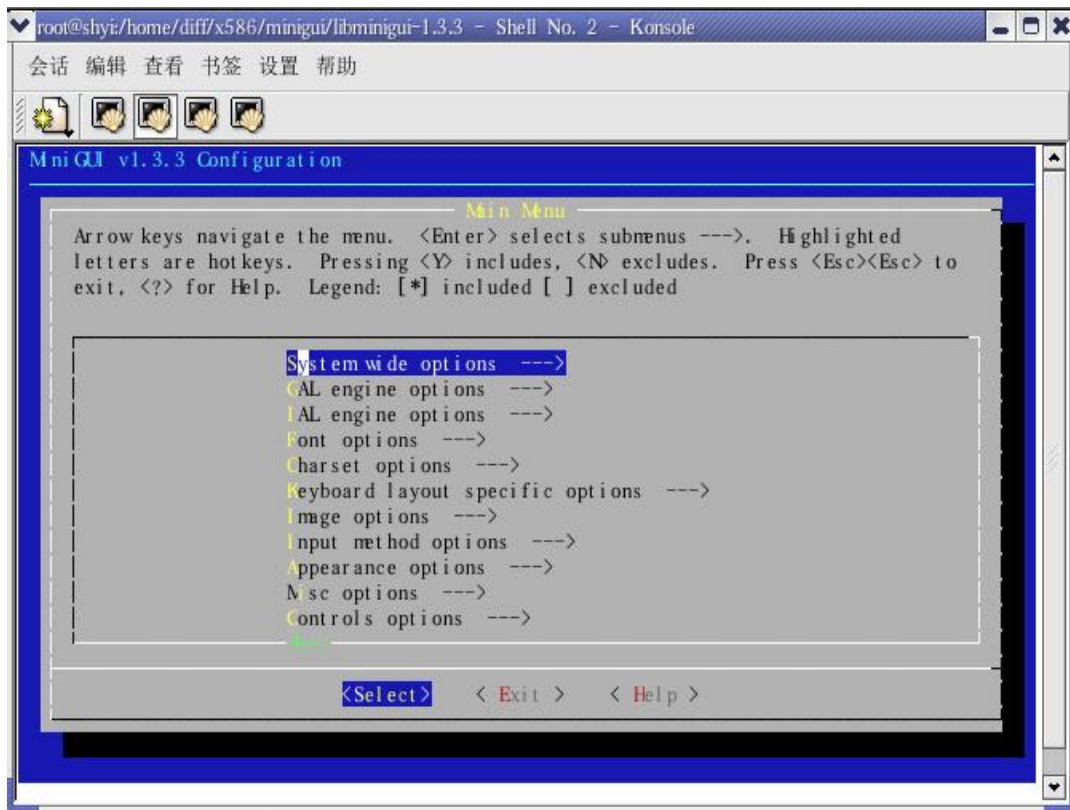 root@shyi:/home/diff/x586/minigui/libminigui-1.3.3 - Shell No. 2 - Konsole
会话 编辑 查看 书签 设置 帮助
MiniGUI v1.3.3 Configuration
Main Menu
Arrow keys navigate the menu. <Enter> selects submenus --->. Highlighted
letters are hotkeys. Pressing <Y> includes, <N> excludes. Press <Esc><Esc> to
exit, <?> for Help. Legend: [*] included [ ] excluded
System wide options --->
GAL engine options --->
IAL engine options --->
Font options --->
Charset options --->
Keyboard layout specific options --->
Image options --->
Input method options --->
Appearance options --->
Misc options --->
Controls options --->
<Select> < Exit > < Help >